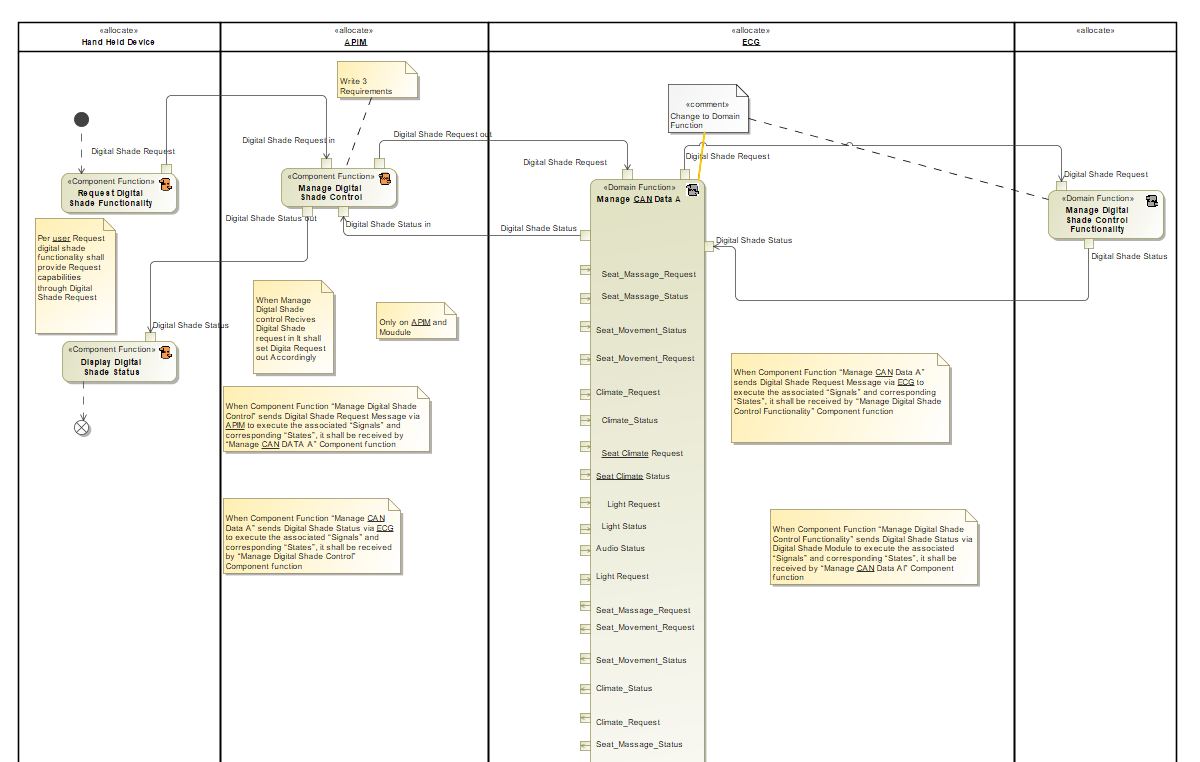 «allocate»
Hand Held Device
«allocate»
APIM
«allocate»
ECG
«allocate»
Write 3
Requirements
«comment»
Change to Domain
Function
Digital Shade Request
Digital Shade Request in
Digital Shade Request out
Digital Shade Request
Digital Shade Request
Digital Shade Request
«Component Function»
Request Digital
Shade Functionality
«Component Function»
Manage Digital
Shade Control
«Domain Function»
Manage CAN Data A
«Domain Function»
Manage Digital
Shade Control
Functionality
Digital Shade Status out
Digital Shade Status in
Digital Shade Status
Digital Shade Status
Digital Shade Status
Per user Request
digital shade
functionality shall
provide Request
capabilities
through Digital
Shade Request
Digital Shade Status
«Component Function»
Display Digital
Shade Status
When Manage
Digital Shade
control Recives
Digital Shade
request in It shall
set Digita Request
out Accordingly
Only on APIM and
Moudule
When Component Function “Manage Digital Shade
Control” sends Digital Shade Request Message via
APIM to execute the associated “Signals” and
corresponding “States”, it shall be received by
“Manage CAN DATA A” Component function
When Component Function “Manage CAN
Data A” sends Digital Shade Status via ECG
to execute the associated “Signals” and
corresponding “States”, it shall be received
by “Manage Digital Shade Control”
Component function
Seat_Massage_Request
Seat_Massage_Status
Seat_Movement_Status
Seat_Movement_Request
Climate_Request
Climate_Status
Seat Climate Request
Seat Climate Status
Light Request
Light Status
Audio Status
Light Request
Seat_Massage_Request
Seat_Movement_Request
Seat_Movement_Status
Climate_Status
Climate_Request
Seat_Massage_Status
When Component Function “Manage CAN Data A”
sends Digital Shade Request Message via ECG to
execute the associated “Signals” and corresponding
“States”, it shall be received by “Manage Digital Shade
Control Functionality” Component function
When Component Function “Manage Digital Shade
Control Functionality” sends Digital Shade Status via
Digital Shade Module to execute the associated
“Signals” and corresponding “States”, it shall be
received by “Manage CAN Data AI” Component
function